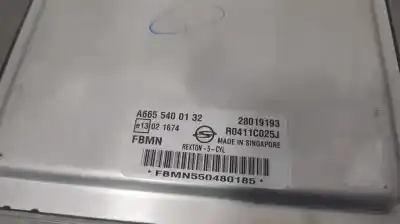 A665 540 01 32 28019193
e13 02 1674 R0411C025J
FBMN MADE IN SINGAPORE
REXTON-5-CYL
*FBMN550480185*